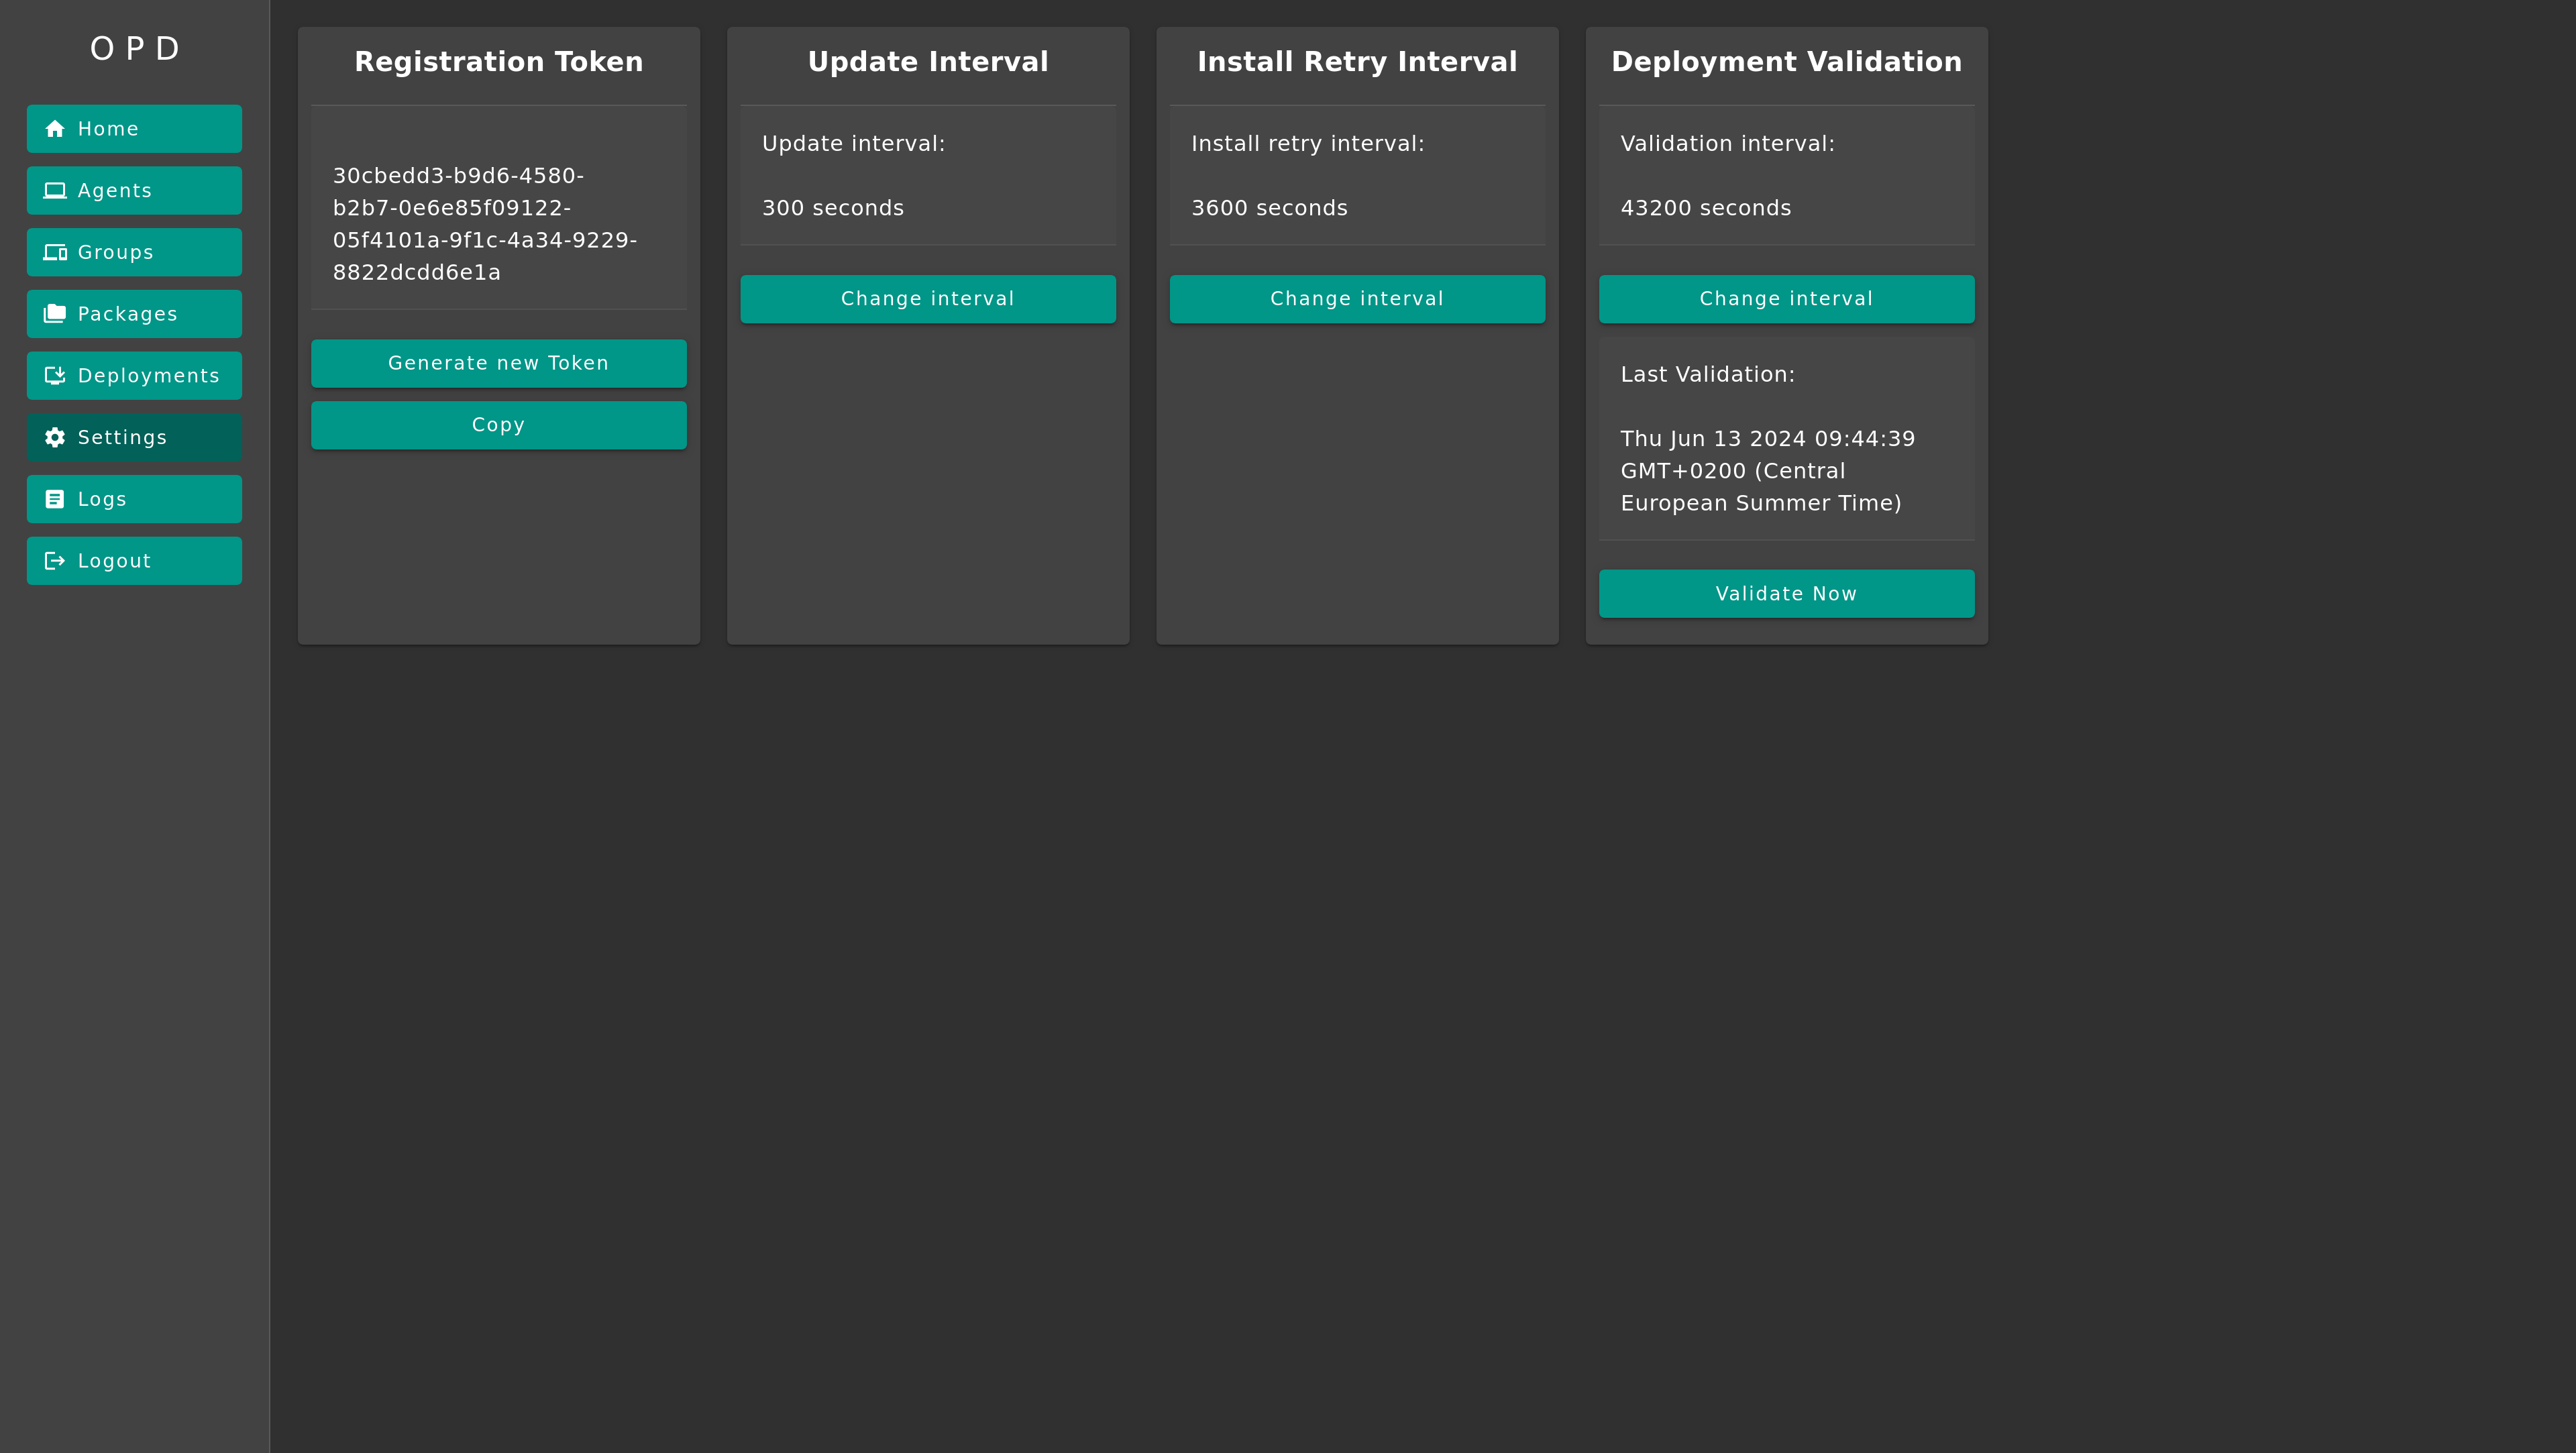 OPD
Home
Agents
Groups
Packages
Deployments
Settings
Logs
Logout
Registration Token
30cbedd3-b9d6-4580-
b2b7-0e6e85f09122-
05f4101a-9f1c-4a34-9229-
8822dcdd6e1a
Generate new Token
Copy
Update Interval
Update interval:
300 seconds
Change interval
Install Retry Interval
Install retry interval:
3600 seconds
Change interval
Deployment Validation
Validation interval:
43200 seconds
Change interval
Last Validation:
Thu Jun 13 2024 09:44:39
GMT+0200 (Central
European Summer Time)
Validate Now